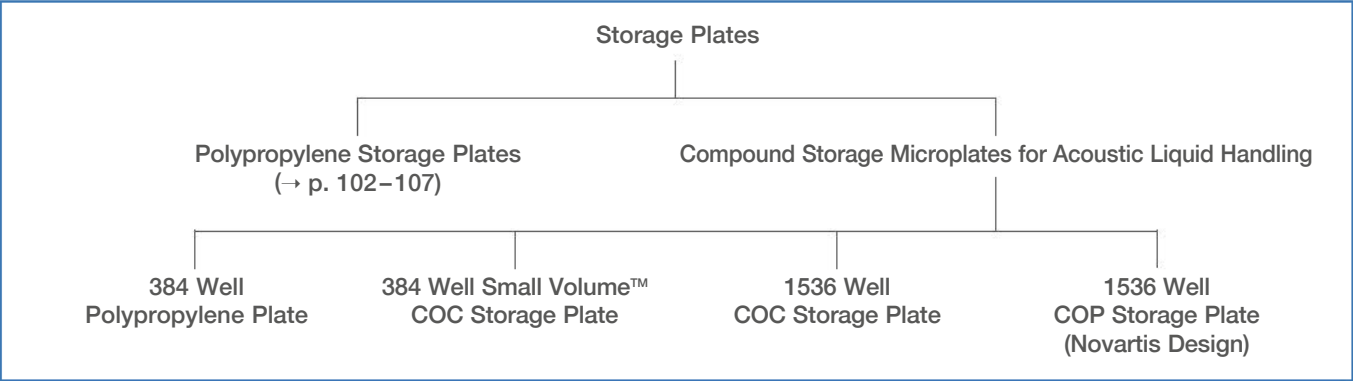 Storage Plates
Polypropylene Storage Plates
(→ p. 102–107)
Compound Storage Microplates for Acoustic Liquid Handling
384 Well
Polypropylene Plate
384 Well Small Volume™
COC Storage Plate
1536 Well
COC Storage Plate
1536 Well
COP Storage Plate
(Novartis Design)